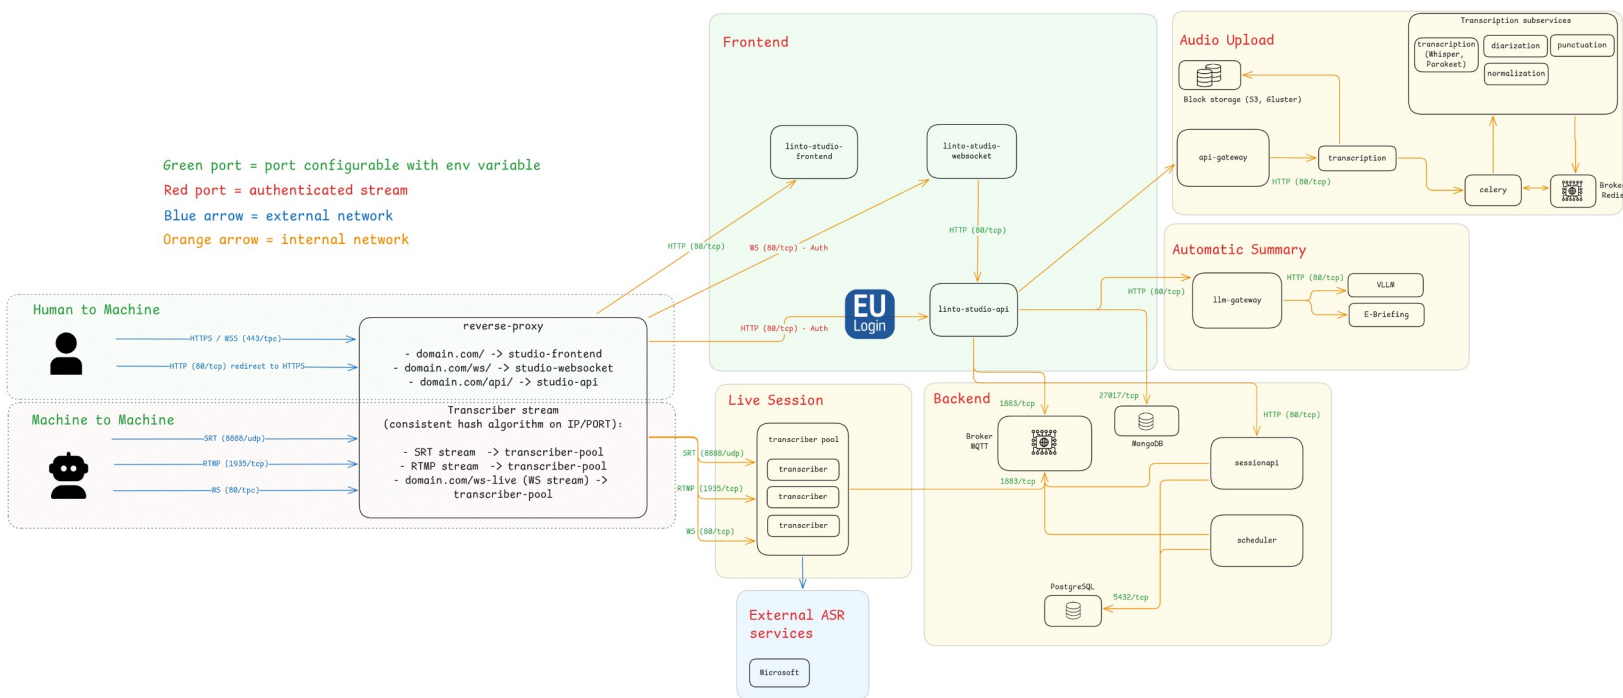 Green port = port configurable with env variable
Red port = authenticated stream
Blue arrow = external network
Orange arrow = internal network
Human to Machine
HTTPS / WSS (443/tpc)
HTTP (80/tcp) redirect to HTTPS
Machine to Machine
SRT (8888/udp)
RTMP (1935/tcp)
WS (80/tpc)
reverse-proxy
- domain.com/ -> studio-frontend
- domain.com/ws/ -> studio-websocket
- domain.com/api/ -> studio-api
Transcriber stream
(consistent hash algorithm on IP/PORT):
- SRT stream -> transcriber-pool
- RTMP stream -> transcriber-pool
- domain.com/ws-live (WS stream) ->
transcriber-pool
Frontend
linto-studio-
frontend
linto-studio-
websocket
HTTP (80/tcp)
WS (80/tcp) - Auth
HTTP (80/tcp)
HTTP (80/tcp) - Auth
EU
Login
linto-studio-api
Audio Upload
Block storage (S3, Gluster)
api-gateway
HTTP (80/tcp)
transcription
Transcription subservices
transcription
(Whisper,
Parakeet)
diarization
punctuation
normalization
celery
Broker
Redis
Automatic Summary
HTTP (80/tcp)
llm-gateway
HTTP (80/tcp)
VLLM
E-Briefing
Live Session
transcriber pool
transcriber
transcriber
transcriber
SRT (8888/udp)
RTMP (1935/tcp)
WS (80/tcp)
External ASR
services
Microsoft
Backend
1883/tcp
27017/tcp
HTTP (80/tcp)
Broker
MQTT
MongoDB
1883/tcp
sessionapi
scheduler
PostgreSQL
5432/tcp